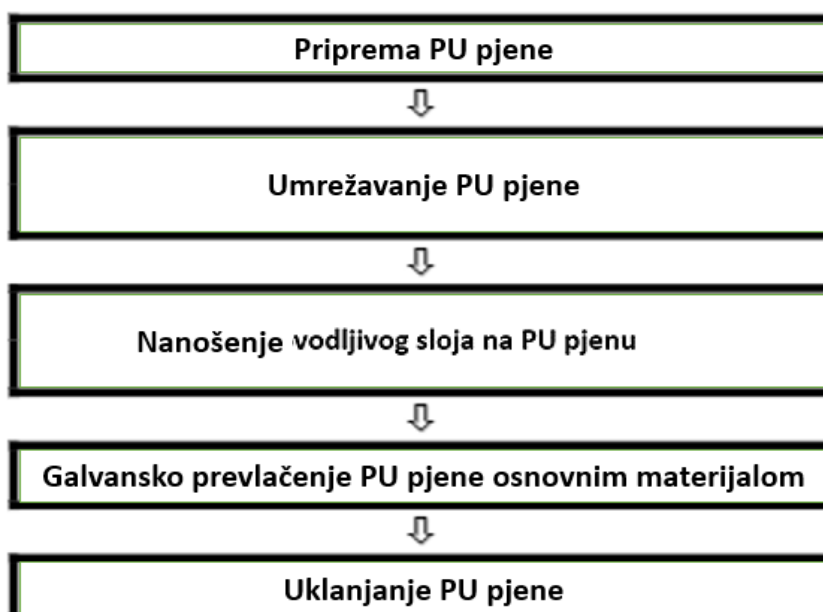 Priprema PU pjene
Umrežavanje PU pjene
Nanošenje vodljivog sloja na PU pjenu
Galvansko prevlačenje PU pjene osnovnim materijalom
Uklanjanje PU pjene